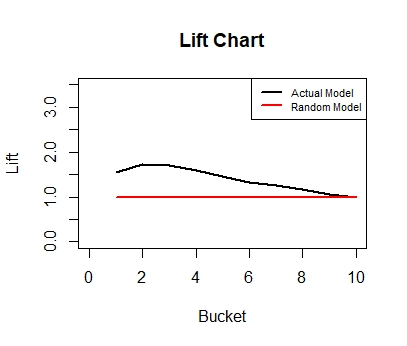 Lift Chart
Actual Model
Random Model
3.0
2.0
1.0
0.0
Lift
0 2 4 6 8 10
Bucket